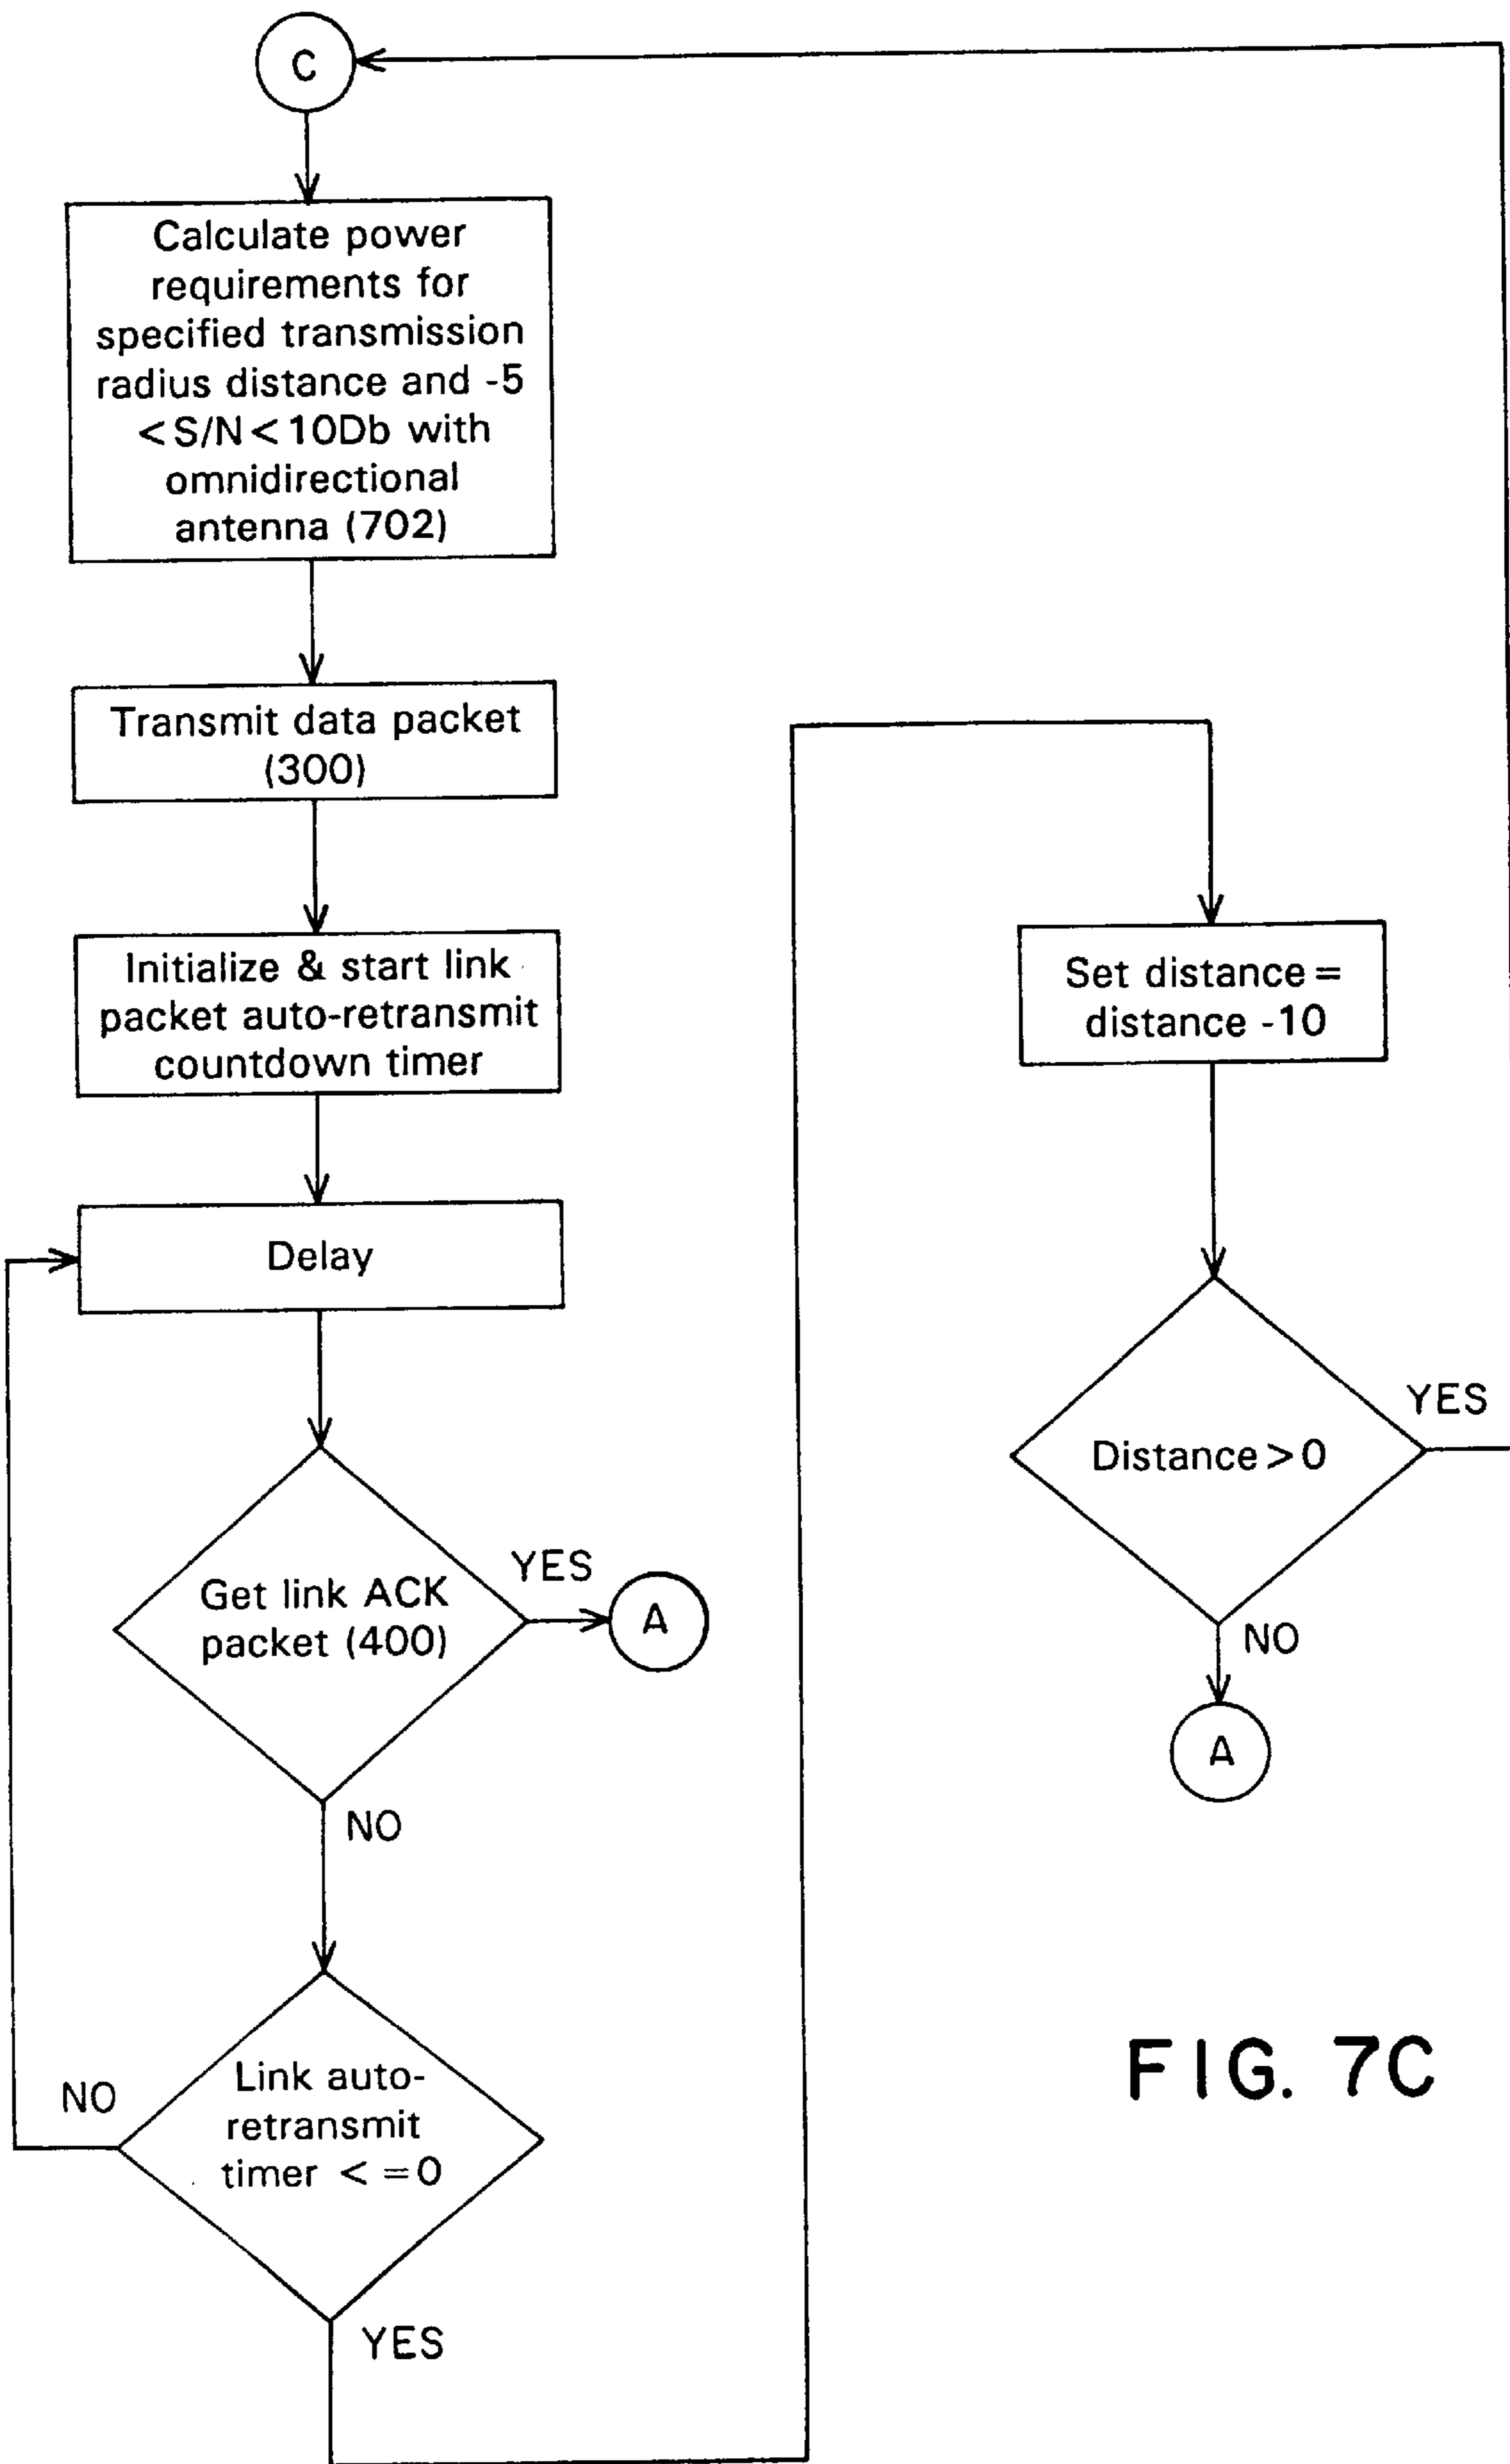 C
Calculate power
requirements for
specified transmission
radius distance and -5
<S/N<10Db with
omnidirectional
antenna (702)
Transmit data packet
(300)
Initialize & start link
packet auto-retransmit
countdown timer
Delay
Get link ACK
packet (400)
YES
A
NO
Link auto-
retransmit
timer < =0
NO
YES
Set distance=
distance -10
Distance>0
YES
NO
A
FIG. 7C